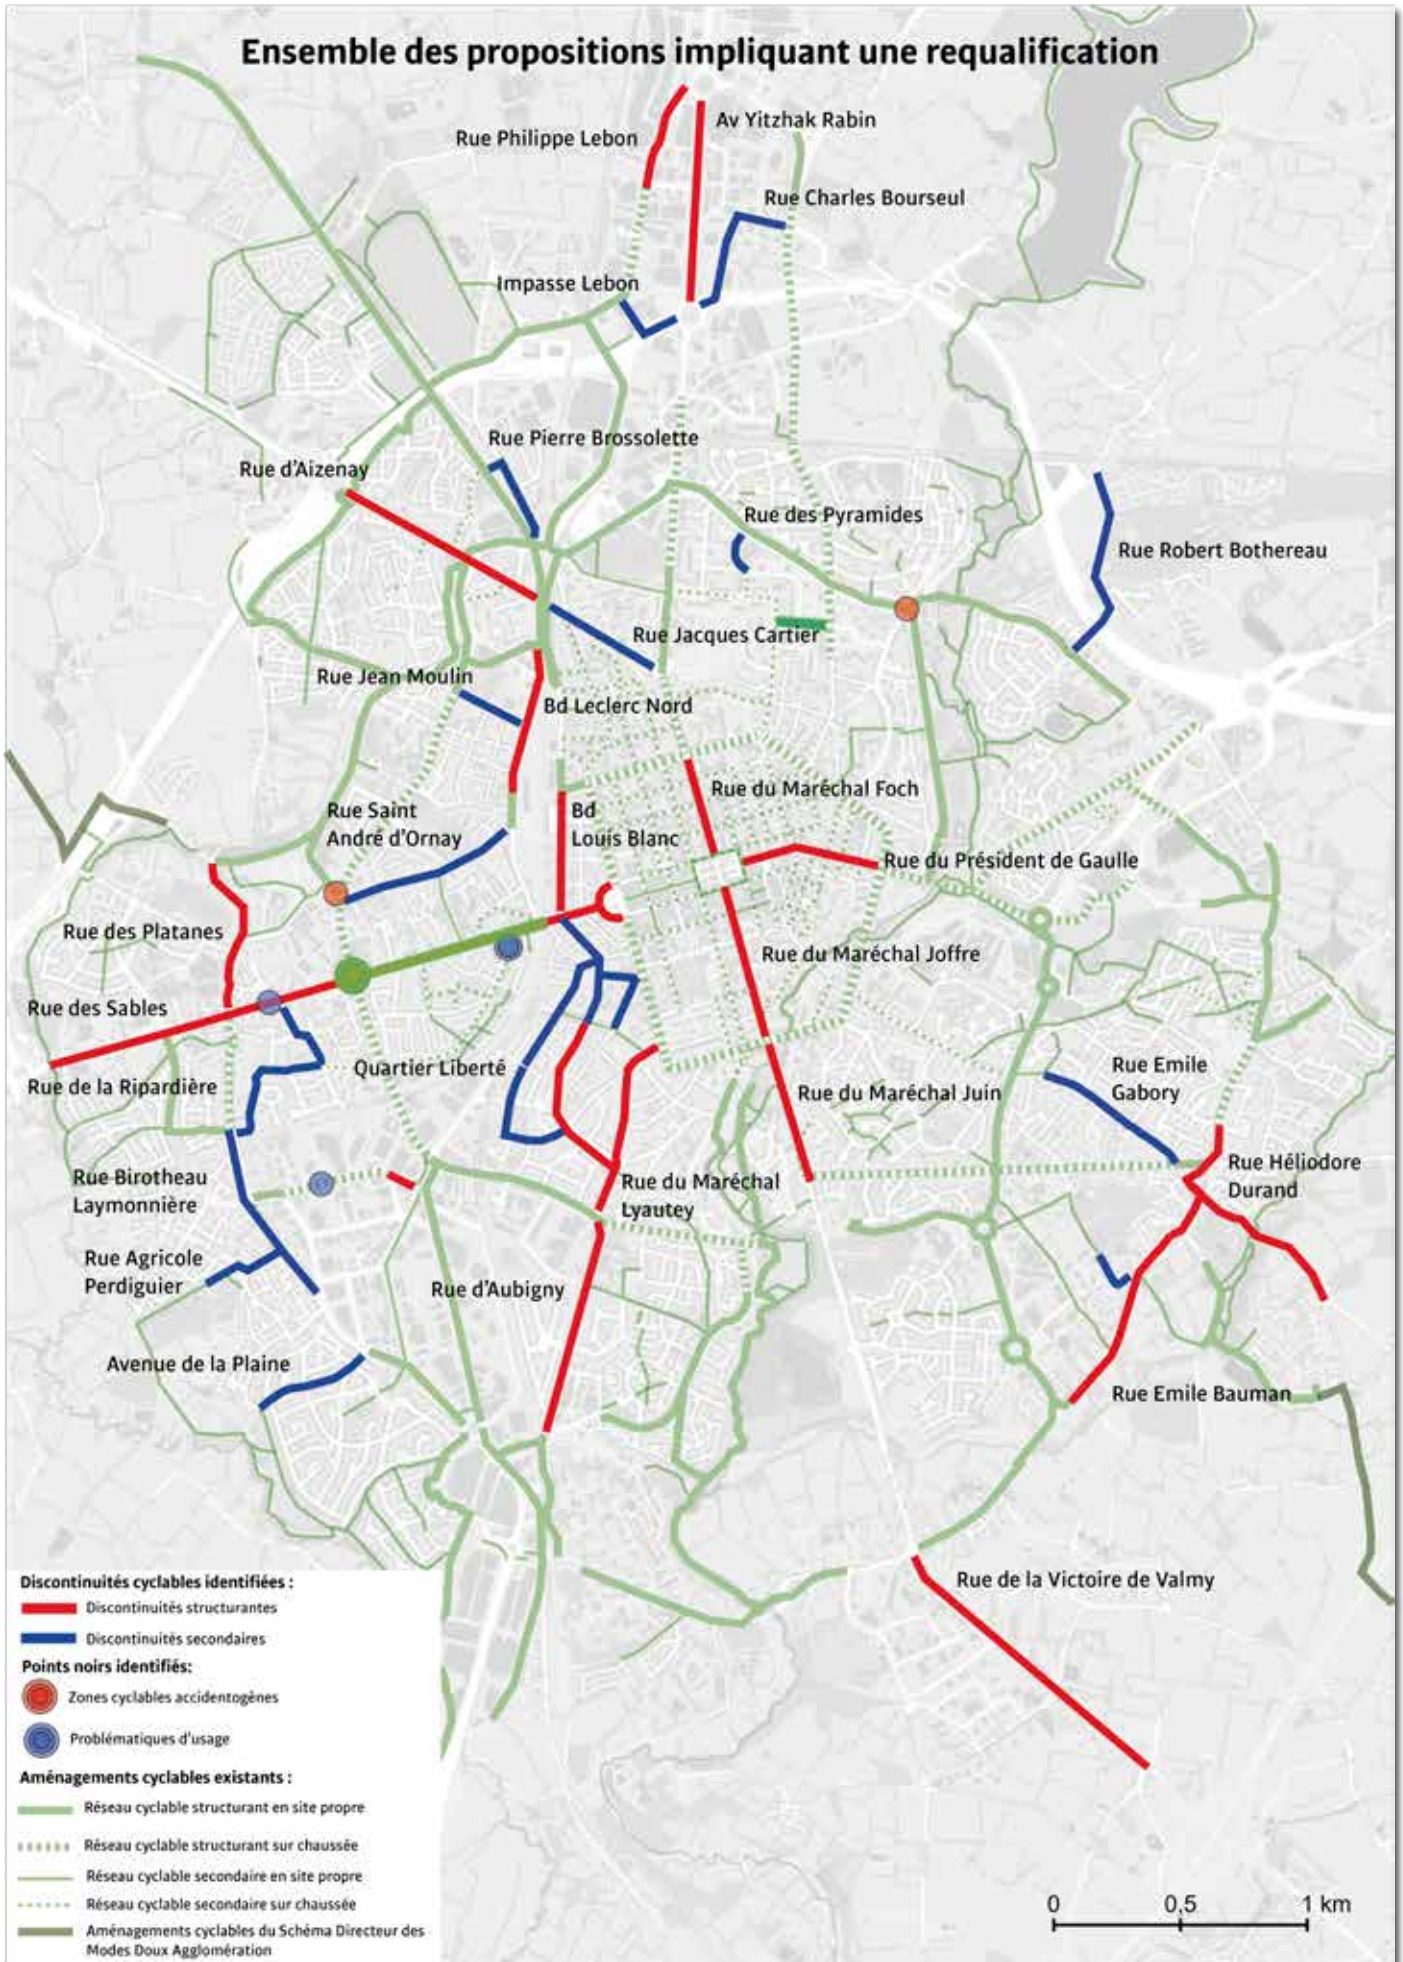 Ensemble des propositions impliquant une requalification
Av Yitzhak Rabin
Rue Philippe Lebon
Rue Charles Bourseul
Impasse Lebon
Rue Pierre Brossolette
Rue d'Aizenay
Rue des Pyramides
Rue Robert Bothereau
Rue Jacques Cartier
Rue Jean Moulin
Bd Leclerc Nord
Rue du Maréchal Foch
Rue Saint
André d'Ornay
Bd
Louis Blanc
Rue du Président de Gaulle
Rue des Platanes
Rue du Maréchal Joffre
Rue des Sables
Quartier Liberté
Rue Emile
Gabory
Rue de la Ripardière
Rue du Maréchal Juin
Rue Birotheau
Laymonnière
Rue du Maréchal
Lyautey
Rue Héliodore
Durand
Rue Agricole
Perdiguier
Rue d'Aubigny
Avenue de la Plaine
Rue Emile Bauman
Rue de la Victoire de Valmy
Discontinuités cyclables identifiées :
Discontinuités structurantes
Discontinuités secondaires
Points noirs identifiés:
Zones cyclables accidentogènes
Problématiques d'usage
Aménagements cyclables existants :
Réseau cyclable structurant en site propre
Réseau cyclable structurant sur chaussée
Réseau cyclable secondaire en site propre
Réseau cyclable secondaire sur chaussée
Aménagements cyclables du Schéma Directeur des
Modes Doux Agglomération
0 0,5 1 km